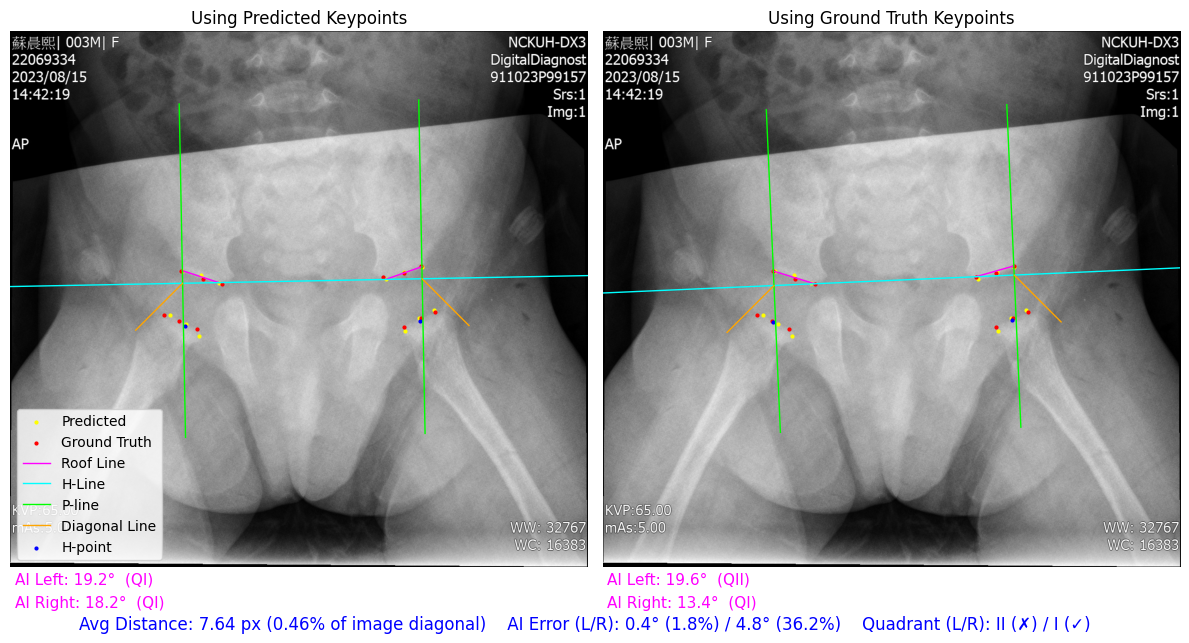 Using Predicted Keypoints
蘇晨熙| 003M| F
22069334
2023/08/15
14:42:19
AP
NCKUH-DX3
DigitalDiagnost
911023P99157
Srs:1
Img:1
Predicted
Ground Truth
Roof Line
H-Line
P-line
Diagonal Line
H-point
WW: 32767
WC: 16383
AI Left: 19.2° (QI)
AI Right: 18.2° (QI)
Using Ground Truth Keypoints
蘇晨熙| 003M| F
22069334
2023/08/15
14:42:19
AP
NCKUH-DX3
DigitalDiagnost
911023P99157
Srs:1
Img:1
KVP:65.00
mAs:5.00
WW: 32767
WC: 16383
AI Left: 19.6° (QII)
AI Right: 13.4° (QI)
Avg Distance: 7.64 px (0.46% of image diagonal) AI Error (L/R): 0.4° (1.8%) / 4.8° (36.2%) Quadrant (L/R): II (✗) / I (✓)